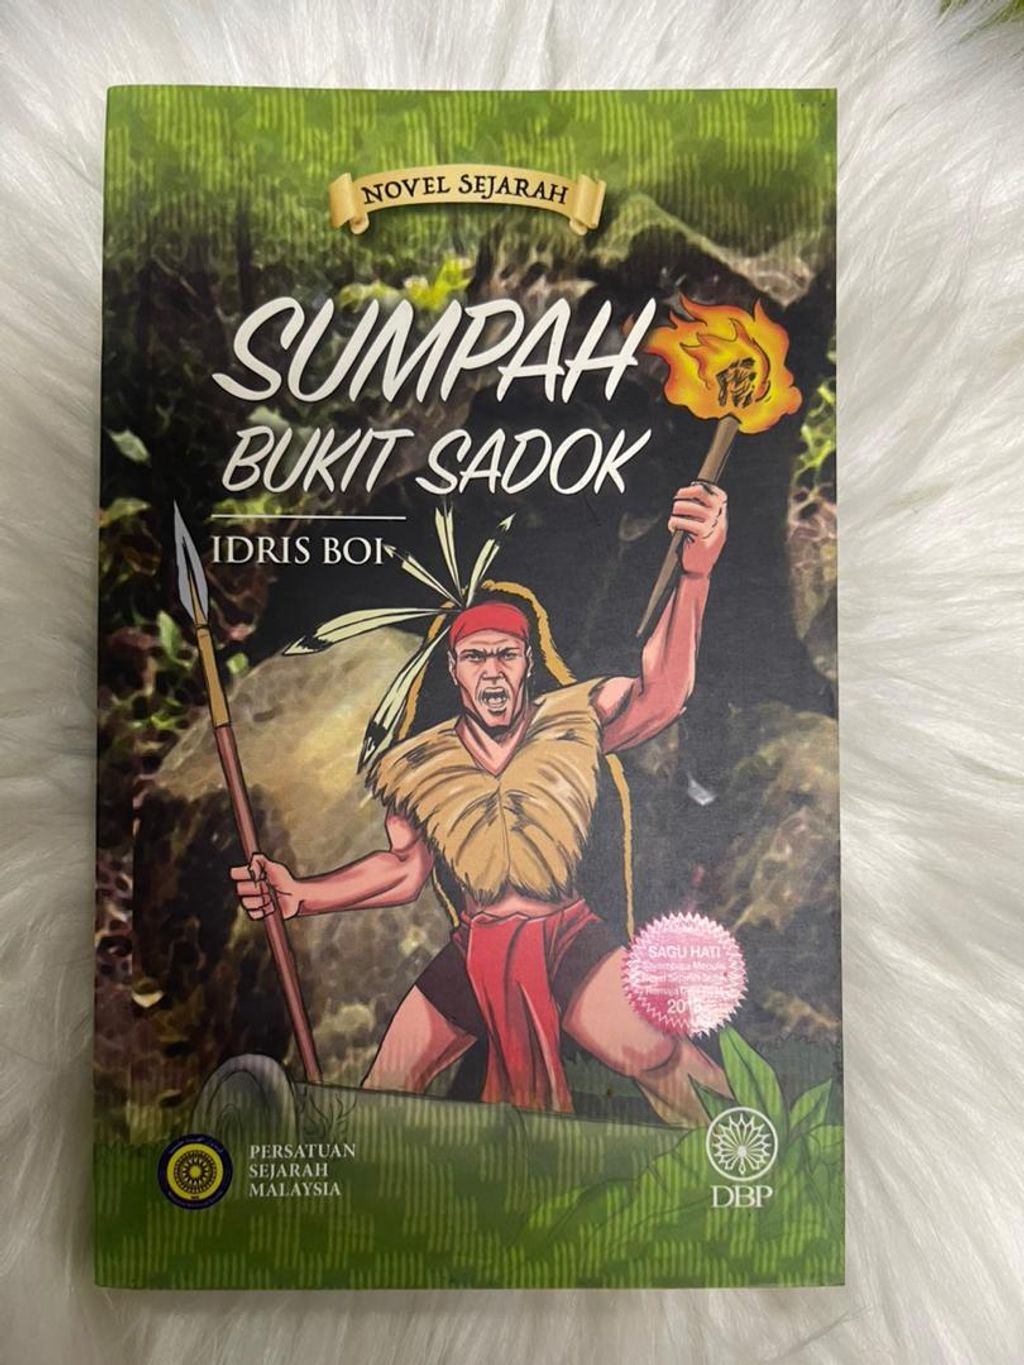 NOVEL SEJARAH
SUMPAH
BUKIT SADOK
IDRIS BOI
SAGU HATI
PERSATUAN
SEJARAH
MALAYSIA
DBP